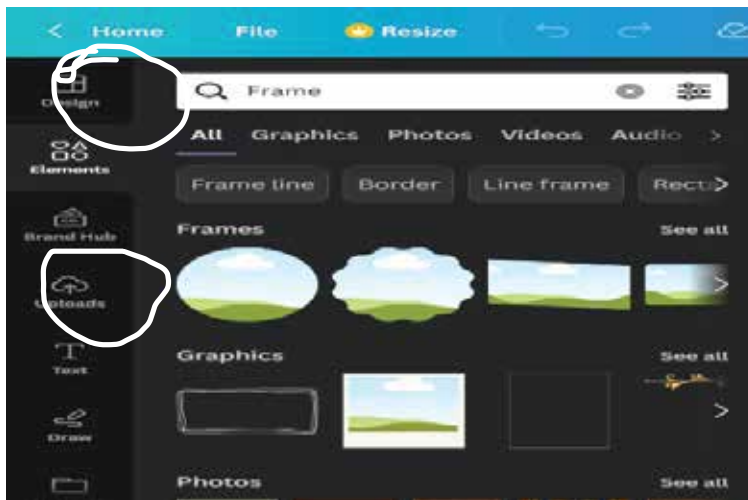 Home File Resize
Design
Frame
All Graphics Photos Videos Audio
Elements
Frame line Border Line frame
Brand Hub
Frames See all
Uploads
Graphics See all
Text
Draw
Photos See all